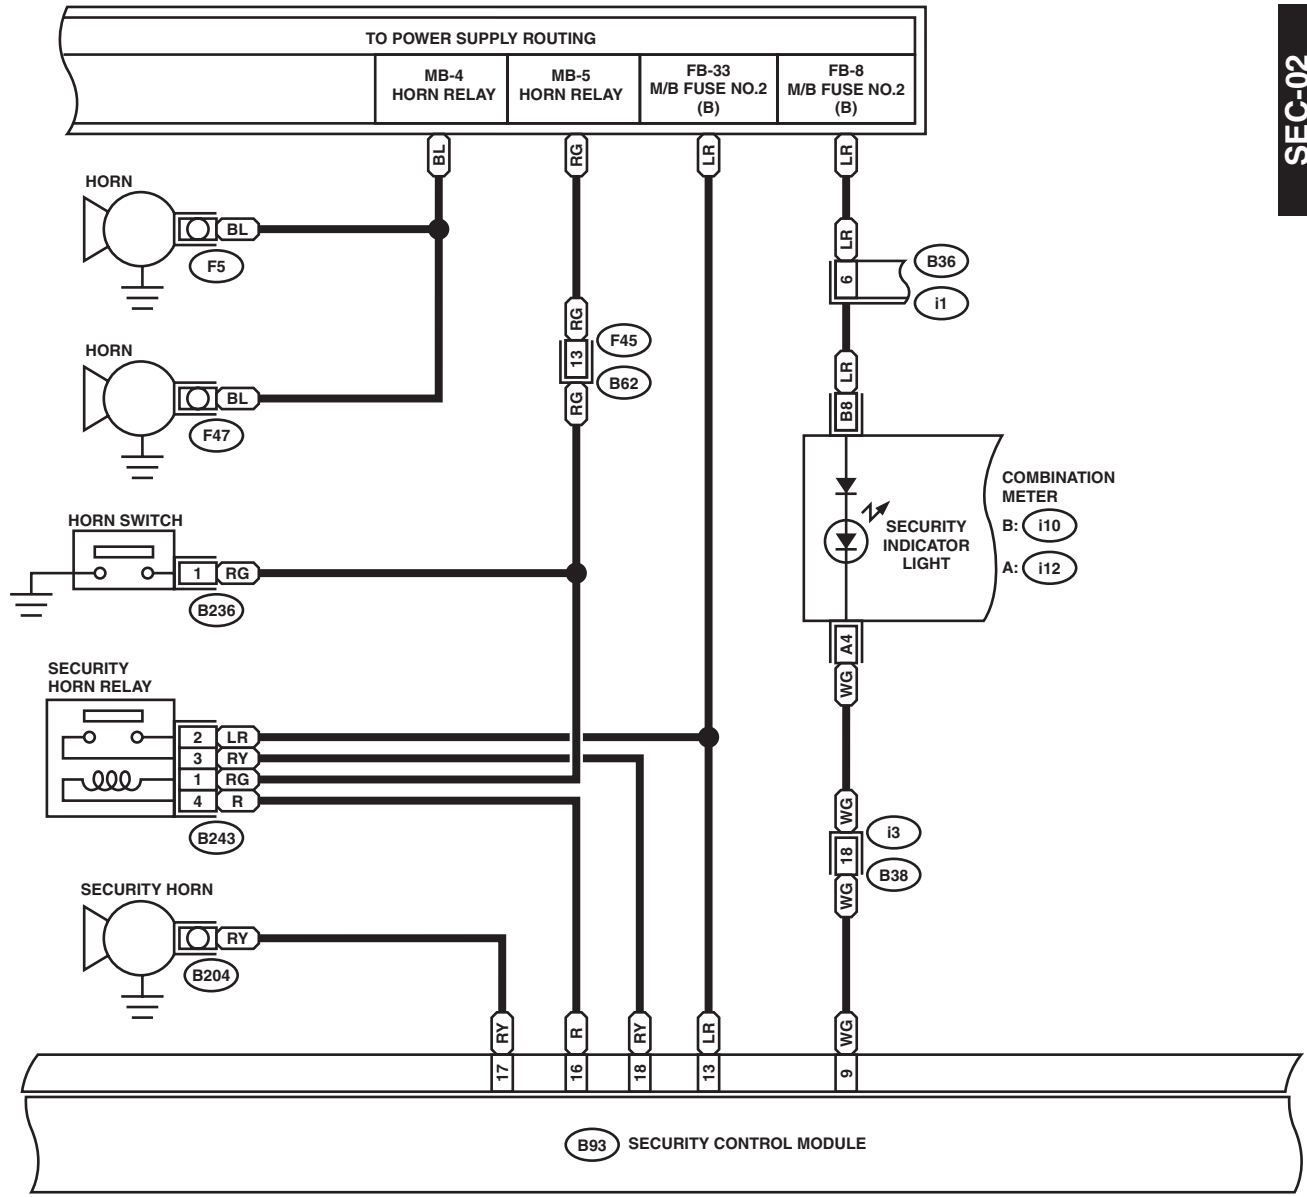 SEC-02
TO POWER SUPPLY ROUTING
MB-4
HORN RELAY
MB-5
HORN RELAY
FB-33
M/B FUSE NO.2
(B)
FB-8
M/B FUSE NO.2
(B)
BL
RG
LR
LR
HORN
BL
F5
LR
6
B36
i1
RG
13
F45
B62
RG
HORN
BL
F47
LR
B8
COMBINATION
METER
B: i10
A: i12
SECURITY
INDICATOR
LIGHT
HORN SWITCH
1 RG
B236
A4
WG
SECURITY
HORN RELAY
2 LR
3 RY
1 RG
4 R
B243
WG
18
i3
B38
WG
SECURITY HORN
RY
B204
RY
R
RY
LR
WG
17
16
18
13
9
B93 SECURITY CONTROL MODULE